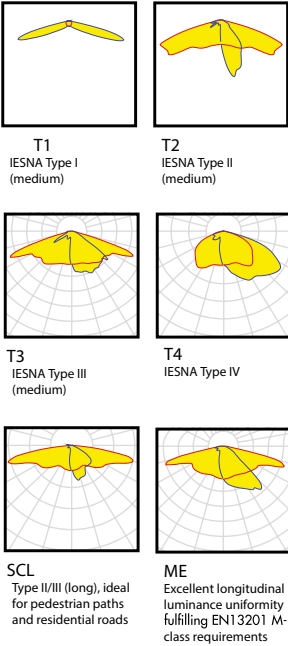 T1
IESNA Type I
(medium)
T2
IESNA Type II
(medium)
T3
IESNA Type III
(medium)
T4
IESNA Type IV
SCL
Type II/III (long), ideal
for pedestrian paths
and residential roads
ME
Excellent longitudinal
luminance uniformity
fulfilling EN13201 M-
class requirements